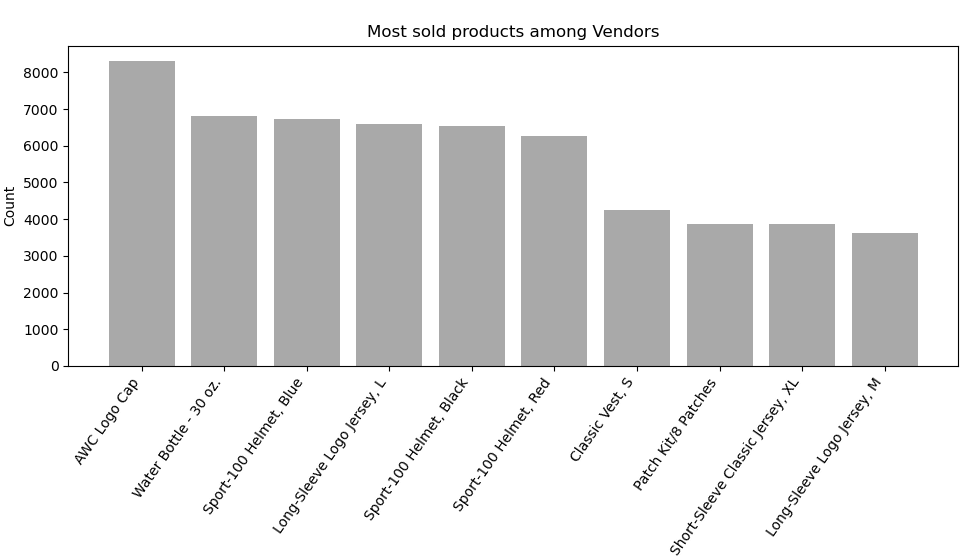 Most sold products among Vendors
Count
8000
7000
6000
5000
4000
3000
2000
1000
0
AWC Logo Cap
Water Bottle - 30 oz.
Sport-100 Helmet, Blue
Long-Sleeve Logo Jersey, L
Sport-100 Helmet, Black
Sport-100 Helmet, Red
Classic Vest, S
Patch Kit/8 Patches
Short-Sleeve Classic Jersey, XL
Long-Sleeve Logo Jersey, M